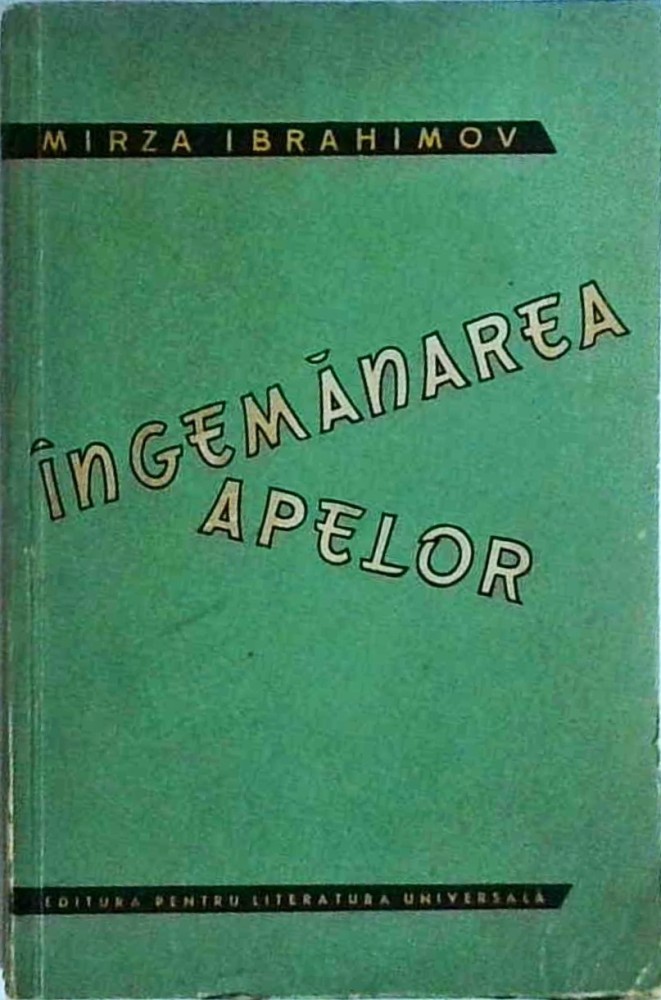 MIRZA IBRAHIMOV
ÎNGEMĂNAREA
APELOR
EDITURA PENTRU LITERATURA UNIVERSALĂ